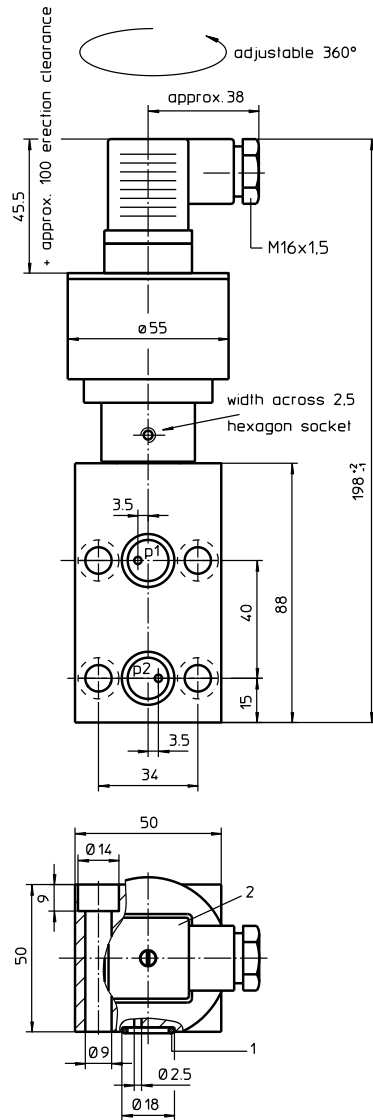 adjustable 360°
approx. 38
+ approx. 100 erection clearance
45.5
M16x1,5
ø55
width across 2,5
hexagon socket
198 +2 -1
3.5
p1
88
40
p2
15
3.5
34
50
Ø14
2
9
50
Ø9
1
Ø2.5
Ø18